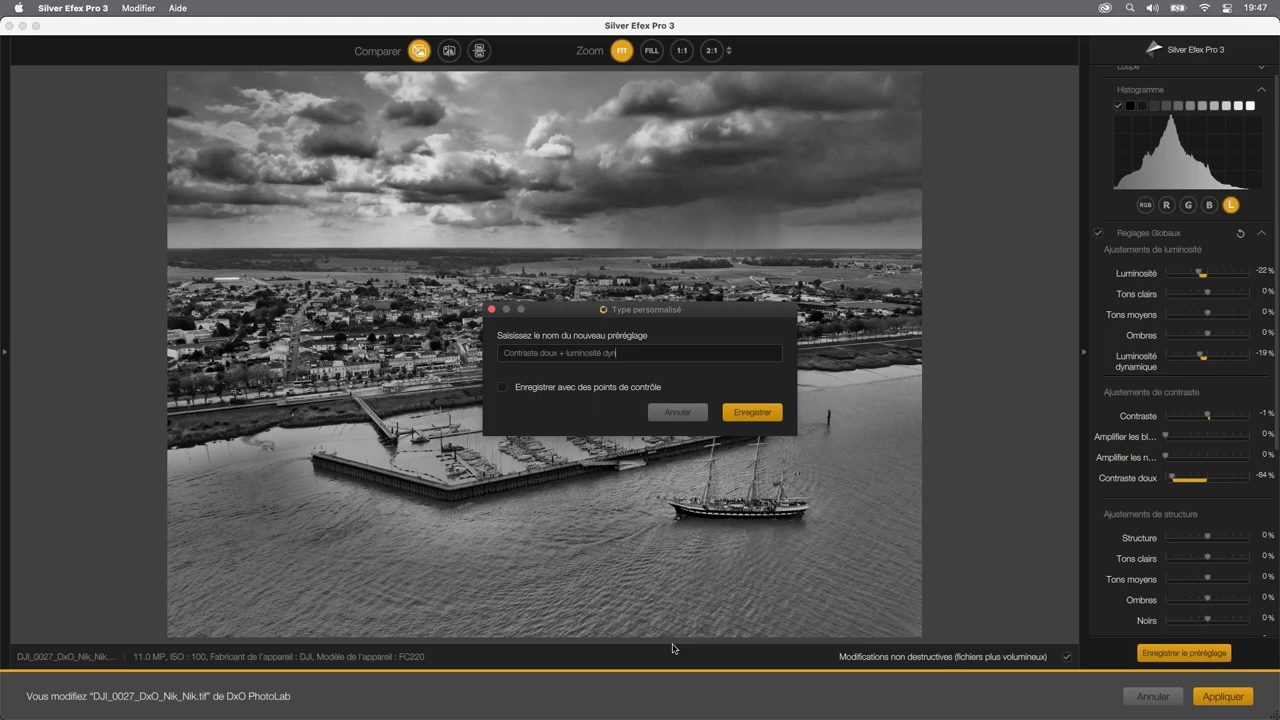 Silver Efex Pro 3 Modifier Aide 19:47
Silver Efex Pro 3
Comparer Zoom FIT FILL 1:1 2:1
Silver Efex Pro 3
Loupe
Histogramme
RGB R G B L
Reglages Globaux
Ajustements de luminosité
Luminosité -22 %
Tons clairs 0 %
Tons moyens 0 %
Ombres 0 %
Luminosité dynamique -19 %
Ajustements de contraste
Contraste -1 %
Amplifier les bl... 0 %
Amplifier les n... 0 %
Contraste doux -84 %
Ajustements de structure
Structure 0 %
Tons clairs 0 %
Tons moyens 0 %
Ombres 0 %
Noirs 0 %
Enregistrer le préréglage
Type personnalisé
Saisissez le nom du nouveau préréglage
Contraste doux + luminosité dyn
Enregistrer avec des points de contrôle
Annuler Enregistrer
DJI_0027_DxO_Nik_Nik... 11.0 MP, ISO : 100, Fabricant de l'appareil : DJI, Modèle de l'appareil : FC220 Modifications non destructives (fichiers plus volumineux)
Vous modifiez “DJI_0027_DxO_Nik_Nik.tif” de DxO PhotoLab Annuler Appliquer